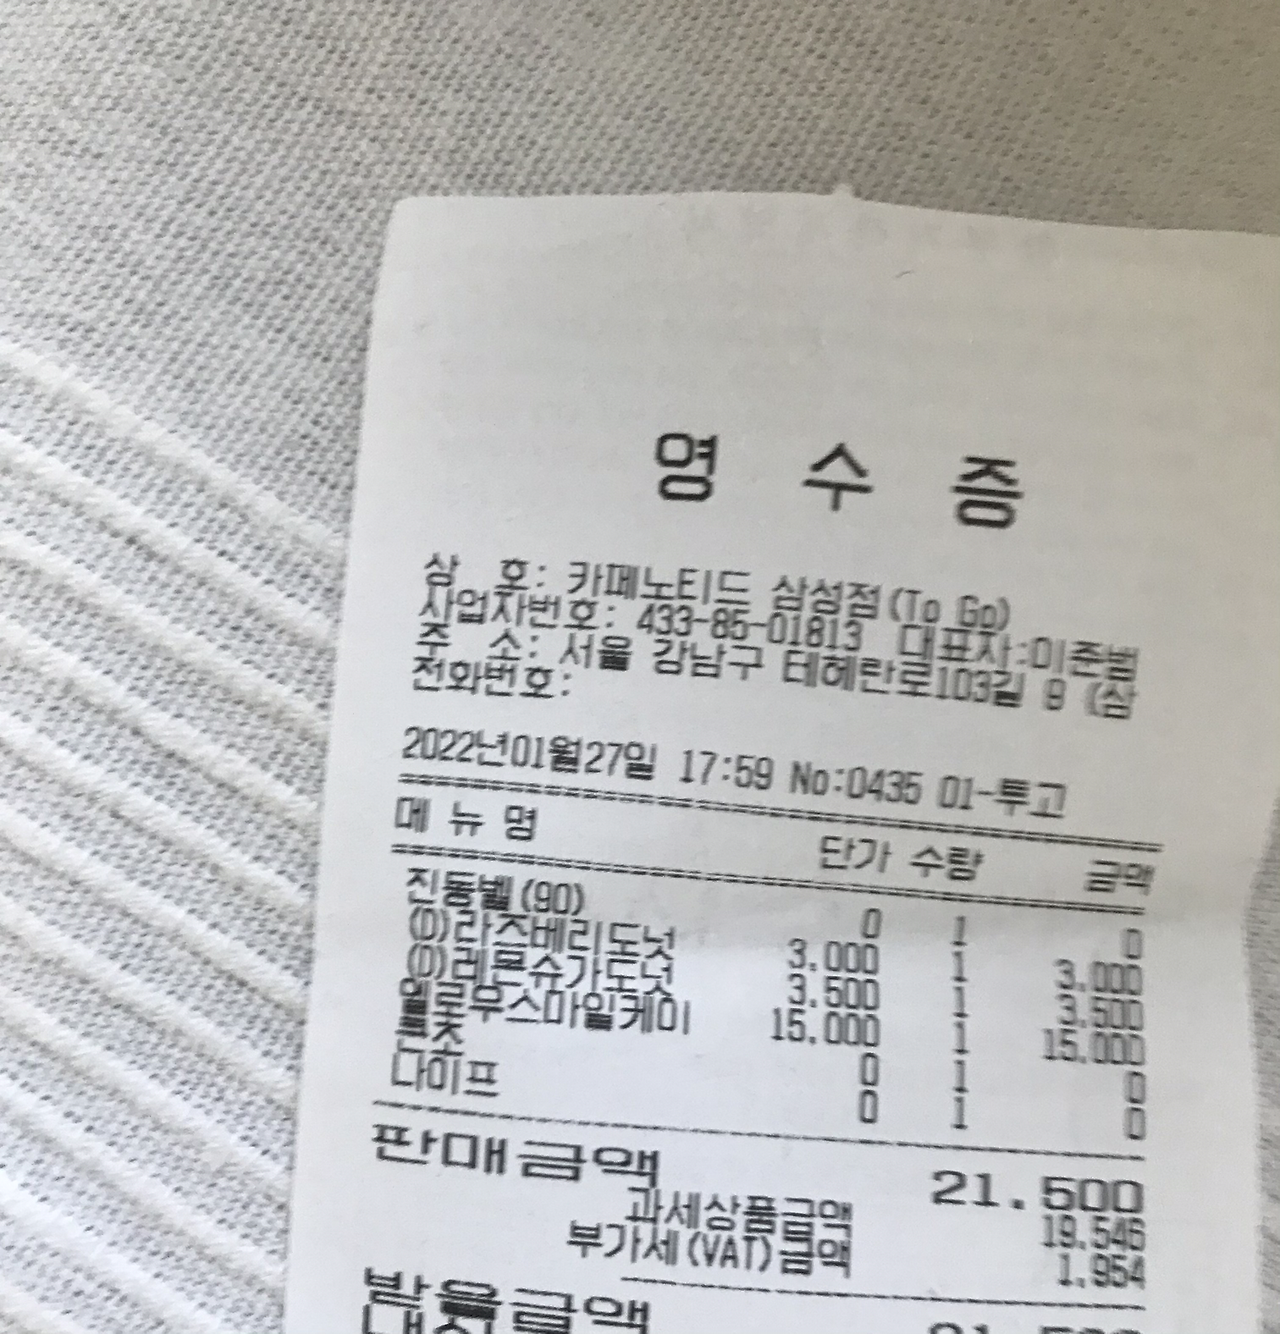 영 수 증
상 호: 카페노티드 삼성점(To Go)
사업자번호: 433-85-01813 대표자:이준범
주 소: 서울 강남구 테헤란로103길 9 (삼
전화번호:
2022년01월27일 17:59 No:0435 01-투고
메 뉴 명 단가 수량 금액
진동벨(90) 0 1 0
(D)라즈베리도넛 3.000 1 3.000
(D)레몬슈가도넛 3.500 1 3.500
옐로우스마일케이 15.000 1 15.000
초 0 1 0
나이프 0 1 0
판매금액 21.500
과세상품금액 19.546
부가세(VAT)금액 1.954
받을금액